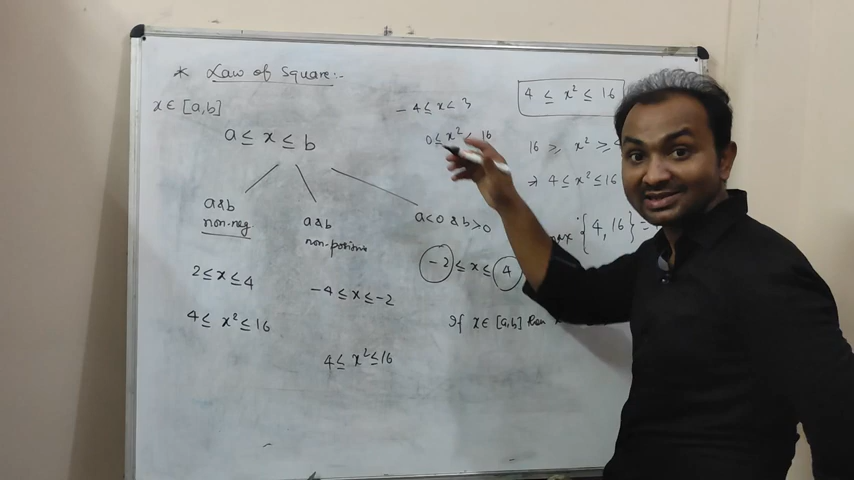 * Law of Square:-
x ∈ [a,b]
a ≤ x ≤ b
a&b
non-neg
2 ≤ x ≤ 4
4 ≤ x² ≤ 16
a&b
non-positive
-4 ≤ x ≤ -2
4 ≤ x² ≤ 16
a<0 & b>0
-2 ≤ x ≤ 4
If x ∈ [a,b] then
-4 ≤ x ≤ 3
0 ≤ x² ≤ 16
4 ≤ x² ≤ 16
16 ≥ x² ≥
⇒ 4 ≤ x² ≤ 16
{4, 16} =